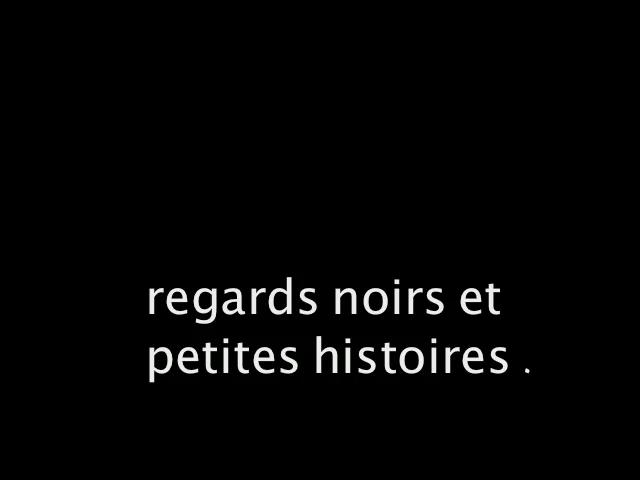 regards noirs et
petites histoires .